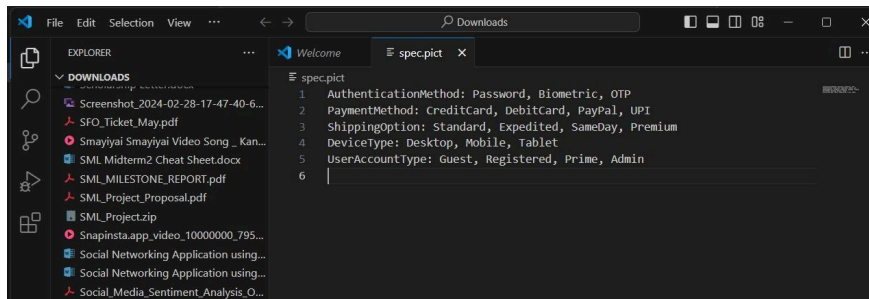 File Edit Selection View ... Downloads
EXPLORER ...
Welcome
spec.pict
DOWNLOADS
spec.pict
Screenshot_2024-02-28-17-47-40-6...
SFO_Ticket_May.pdf
Smayiyai Smayiyai Video Song _ Kan...
SML Midterm2 Cheat Sheet.docx
SML_MILESTONE_REPORT.pdf
SML_Project_Proposal.pdf
SML_Project.zip
Snapinsta.app_video_10000000_795...
Social Networking Application using...
Social Networking Application using...
Social_Media_Sentiment_Analysis_O...
1 AuthenticationMethod: Password, Biometric, OTP
2 PaymentMethod: CreditCard, DebitCard, PayPal, UPI
3 ShippingOption: Standard, Expedited, SameDay, Premium
4 DeviceType: Desktop, Mobile, Tablet
5 UserAccountType: Guest, Registered, Prime, Admin
6